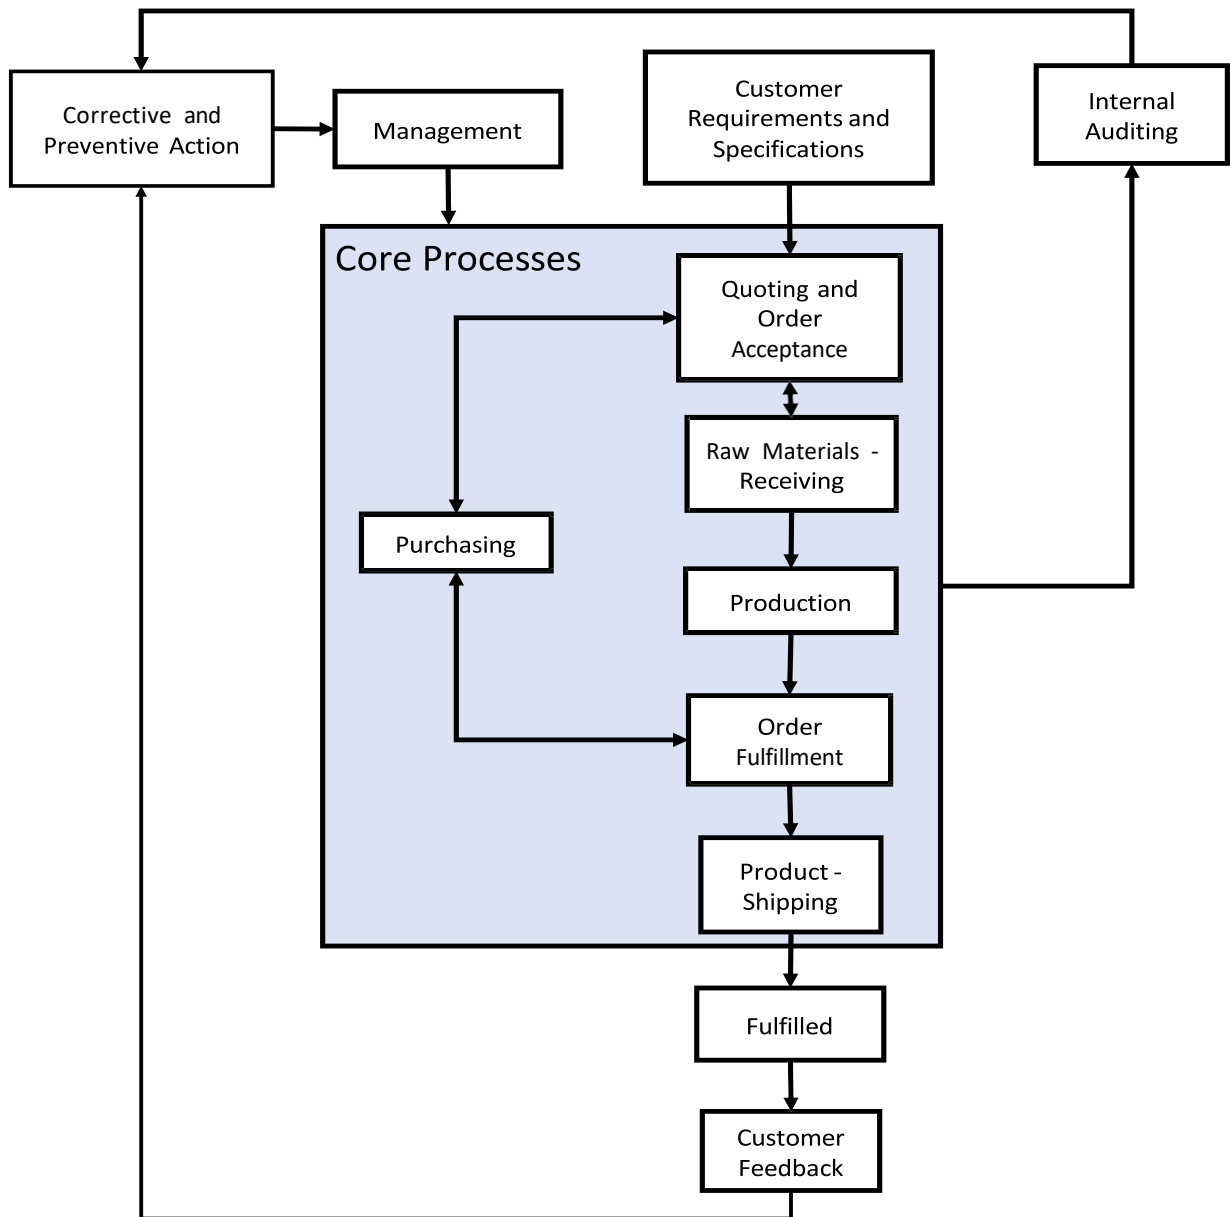 Corrective and
Preventive Action
Management
Customer
Requirements and
Specifications
Internal
Auditing
Core Processes
Quoting and
Order
Acceptance
Raw Materials -
Receiving
Purchasing
Production
Order
Fulfillment
Product -
Shipping
Fulfilled
Customer
Feedback